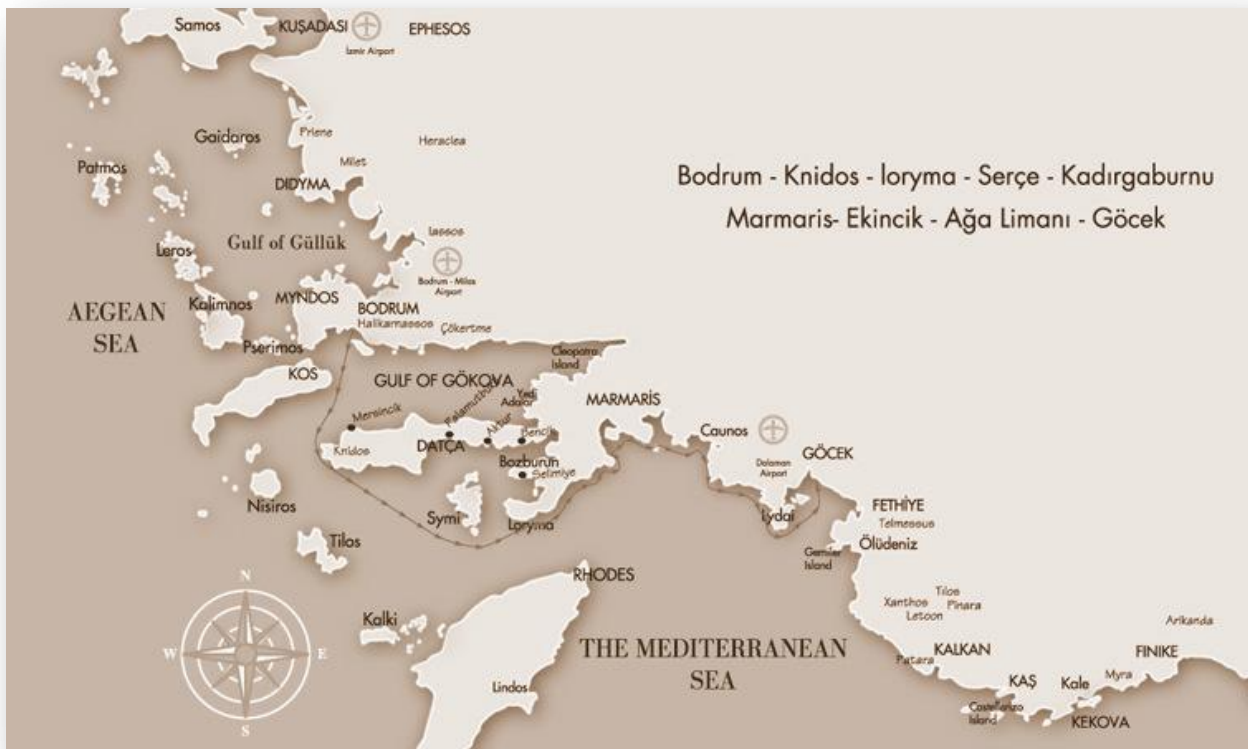 Samos
KUŞADASI
EPHESOS
İzmir Airport
Priene
Heraclea
Gaidaros
Milet
Patmos
DIDYMA
Bodrum - Knidos - İoryma - Serçe - Kadırgaburnu
Marmaris- Ekincik - Ağa Limanı - Göcek
Iassos
Gulf of Güllük
Leros
Bodrum - Milas
Airport
MYNDOS
Kalimnos
BODRUM
Halikarnassos
Çökertme
AEGEAN
SEA
Pserimos
Cleopatra
Island
KOS
GULF OF GÖKOVA
Yedi
Adalar
MARMARİS
Mersincik
Palamutbükü
Aktur
Bencik
Caunos
Knidos
DATÇA
GÖCEK
Bozburun
Selimiye
Dalaman
Airport
Nisiros
Symi
Loryma
Lydai
FETHİYE
Telmessus
Tilos
Gemiler
Island
Ölüdeniz
RHODES
N
W
E
S
Kalki
Tilos
Xanthos
Pinara
Letoon
Arikanda
THE MEDITERRANEAN
SEA
Patara
KALKAN
FINIKE
Lindos
KAŞ
Kale
Myra
Castellorizo
Island
KEKOVA